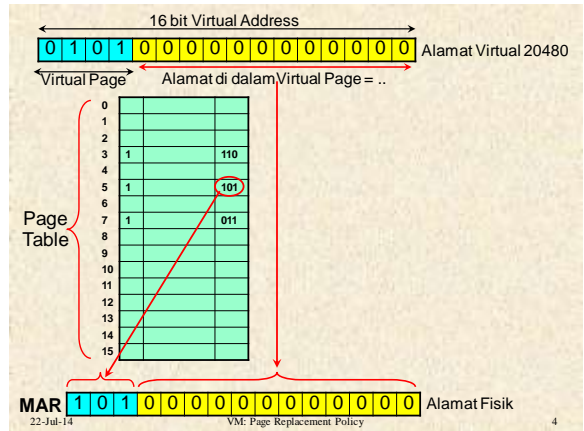 16 bit Virtual Address
0 1 0 1 0 0 0 0 0 0 0 0 0 0 0 0 Alamat Virtual 20480
Virtual Page Alamat di dalam Virtual Page = ..
0
1
2
3 1 110
4
5 1 101
6
7 1 011
8
9
10
11
12
13
14
15
Page
Table
MAR 1 0 1 0 0 0 0 0 0 0 0 0 0 0 0 Alamat Fisik
22-Jul-14 VM: Page Replacement Policy 4